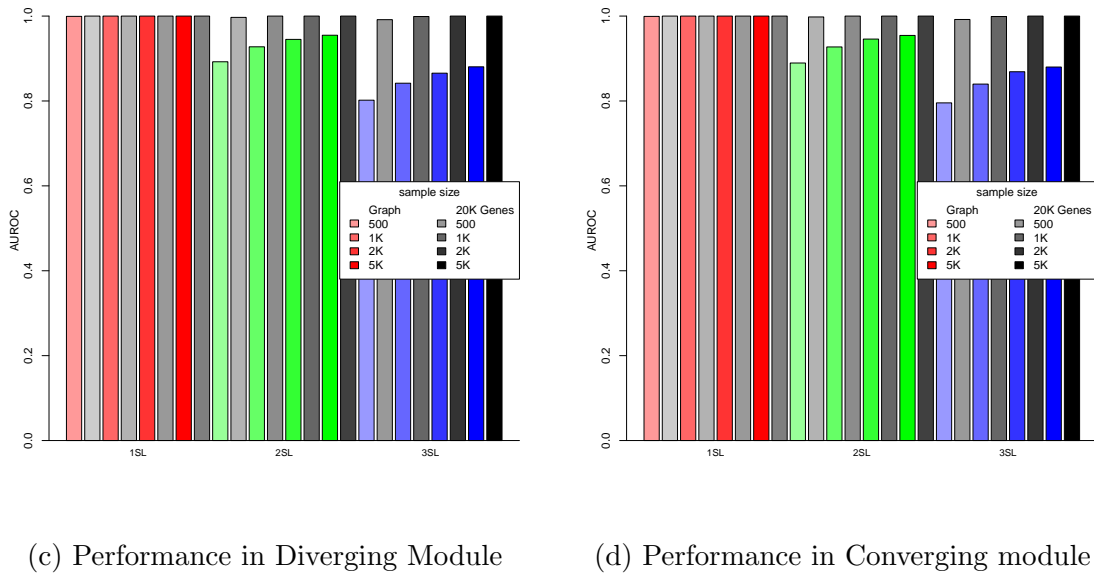 AUROC
1.0
0.8
0.6
0.4
0.2
0.0
1SL 2SL 3SL
sample size
Graph 20K Genes
500 500
1K 1K
2K 2K
5K 5K
(c) Performance in Diverging Module
AUROC
1.0
0.8
0.6
0.4
0.2
0.0
1SL 2SL 3SL
sample size
Graph 20K Genes
500 500
1K 1K
2K 2K
5K 5K
(d) Performance in Converging module